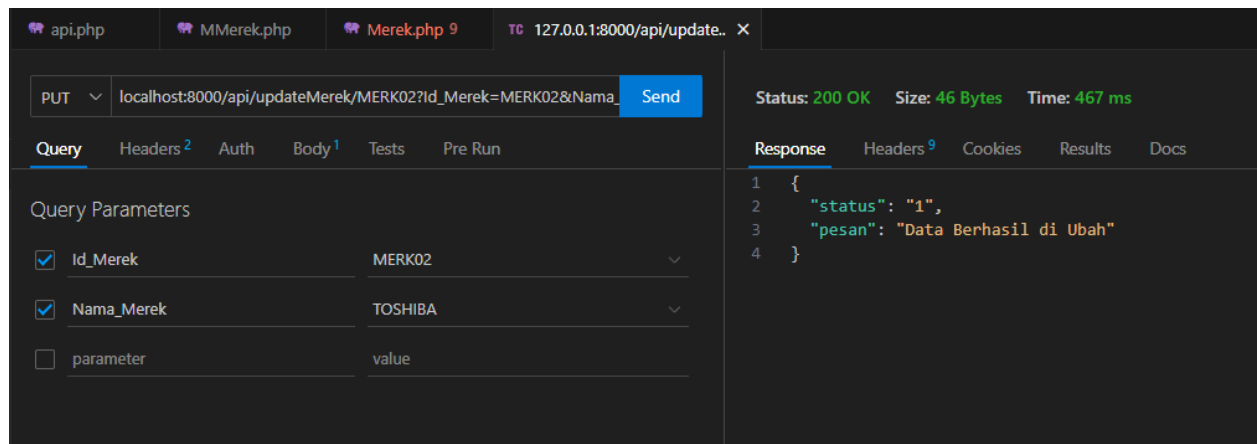 api.php MMerek.php Merek.php 9 TC 127.0.0.1:8000/api/update.. X
PUT localhost:8000/api/updateMerek/MERK02?Id_Merek=MERK02&Nama_ Send
Status: 200 OK Size: 46 Bytes Time: 467 ms
Query Headers 2 Auth Body 1 Tests Pre Run
Response Headers 9 Cookies Results Docs
Query Parameters
Id_Merek MERK02
Nama_Merek TOSHIBA
parameter value
1 {
2 "status": "1",
3 "pesan": "Data Berhasil di Ubah"
4 }